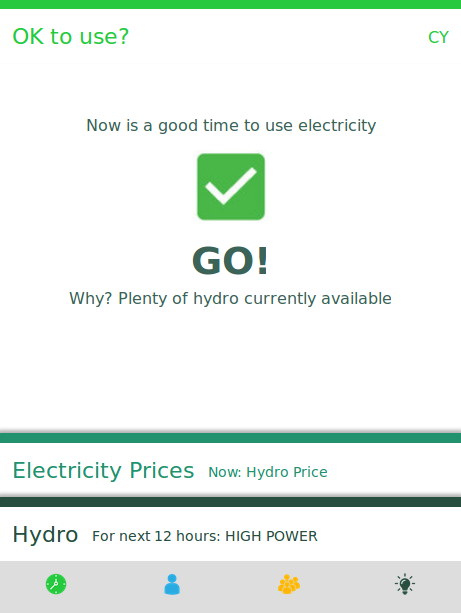 OK to use?
CY
Now is a good time to use electricity
GO!
Why? Plenty of hydro currently available
Electricity Prices Now: Hydro Price
Hydro For next 12 hours: HIGH POWER